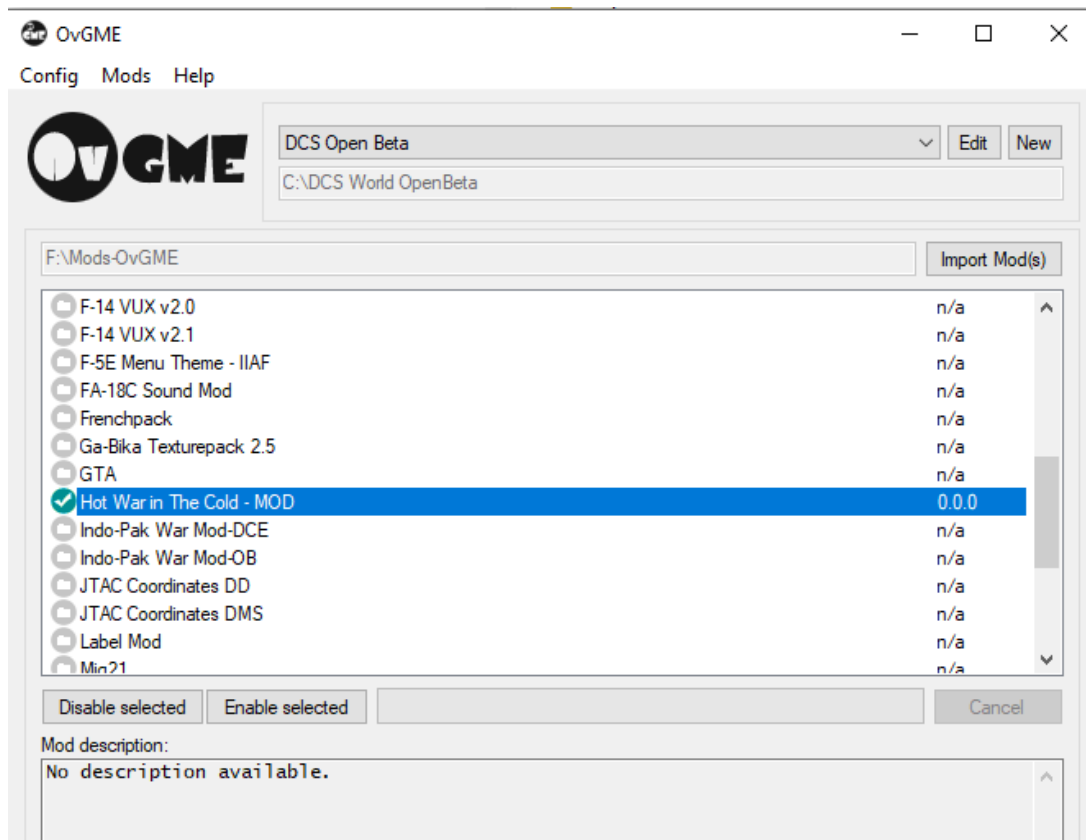 OvGME
Config Mods Help
OvGME
DCS Open Beta
Edit
New
C:\DCS World OpenBeta
F:\Mods-OvGME
Import Mod(s)
F-14 VUX v2.0 n/a
F-14 VUX v2.1 n/a
F-5E Menu Theme - IIAF n/a
FA-18C Sound Mod n/a
Frenchpack n/a
Ga-Bika Texturepack 2.5 n/a
GTA n/a
Hot War in The Cold - MOD 0.0.0
Indo-Pak War Mod-DCE n/a
Indo-Pak War Mod-OB n/a
JTAC Coordinates DD n/a
JTAC Coordinates DMS n/a
Label Mod n/a
Mig21 n/a
Disable selected
Enable selected
Cancel
Mod description:
No description available.